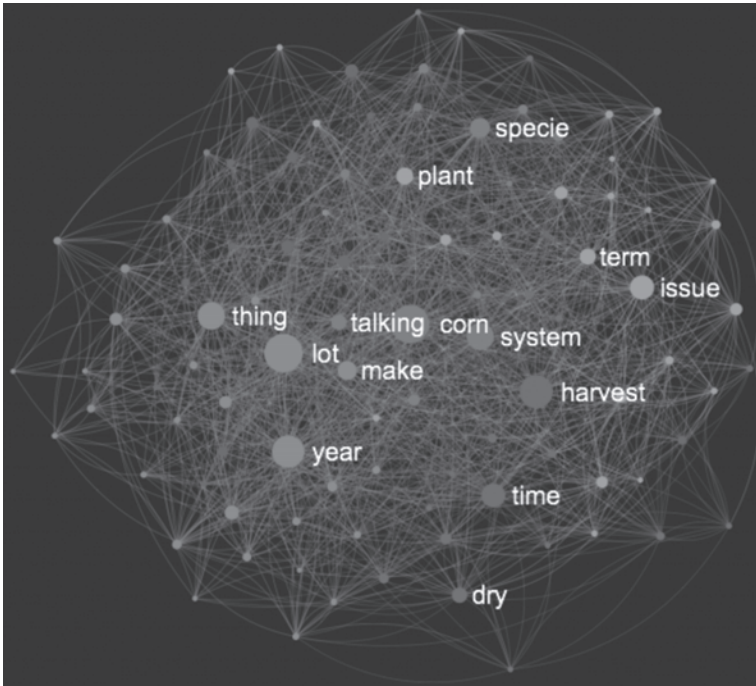 specie
plant
term
issue
thing
talking
corn
system
lot
make
harvest
year
time
dry